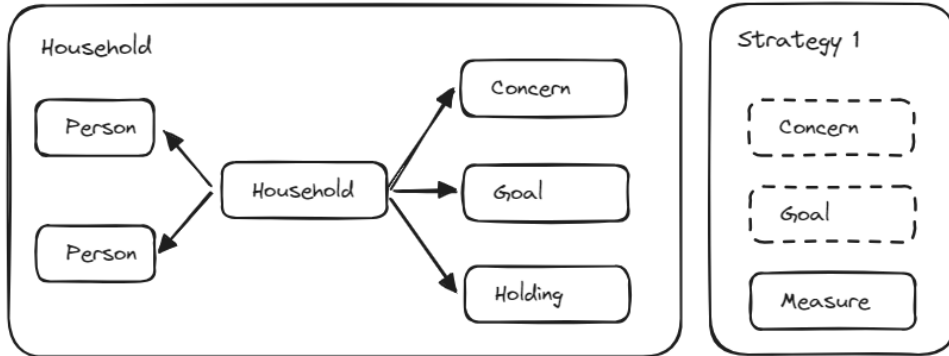 Household
Person
Person
Household
Concern
Goal
Holding
Strategy 1
Concern
Goal
Measure